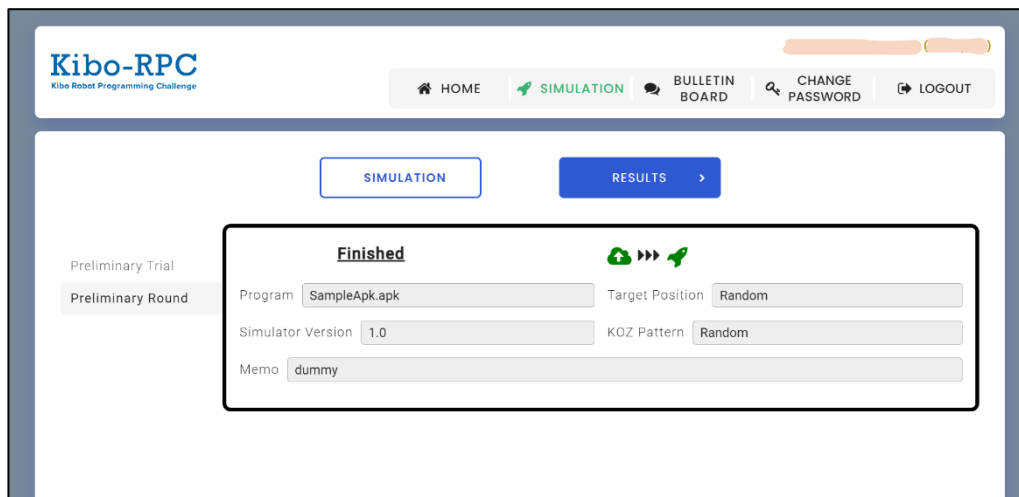 Kibo-RPC
Kibo Robot Programming Challenge
HOME
SIMULATION
BULLETIN BOARD
CHANGE PASSWORD
LOGOUT
SIMULATION
RESULTS
Preliminary Trial
Preliminary Round
Finished
Program SampleApk.apk
Target Position Random
Simulator Version 1.0
KOZ Pattern Random
Memo dummy